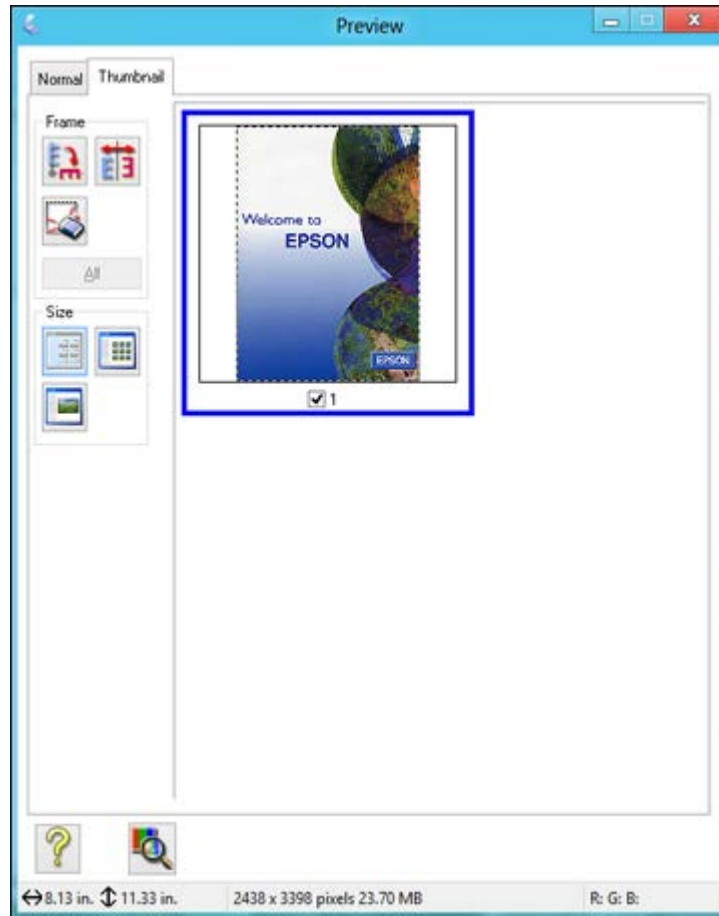 Preview
Normal Thumbnail
Frame
All
Size
Welcome to
EPSON
EPSON
1
8.13 in. 11.33 in. 2438 x 3398 pixels 23.70 MB R: G: B: